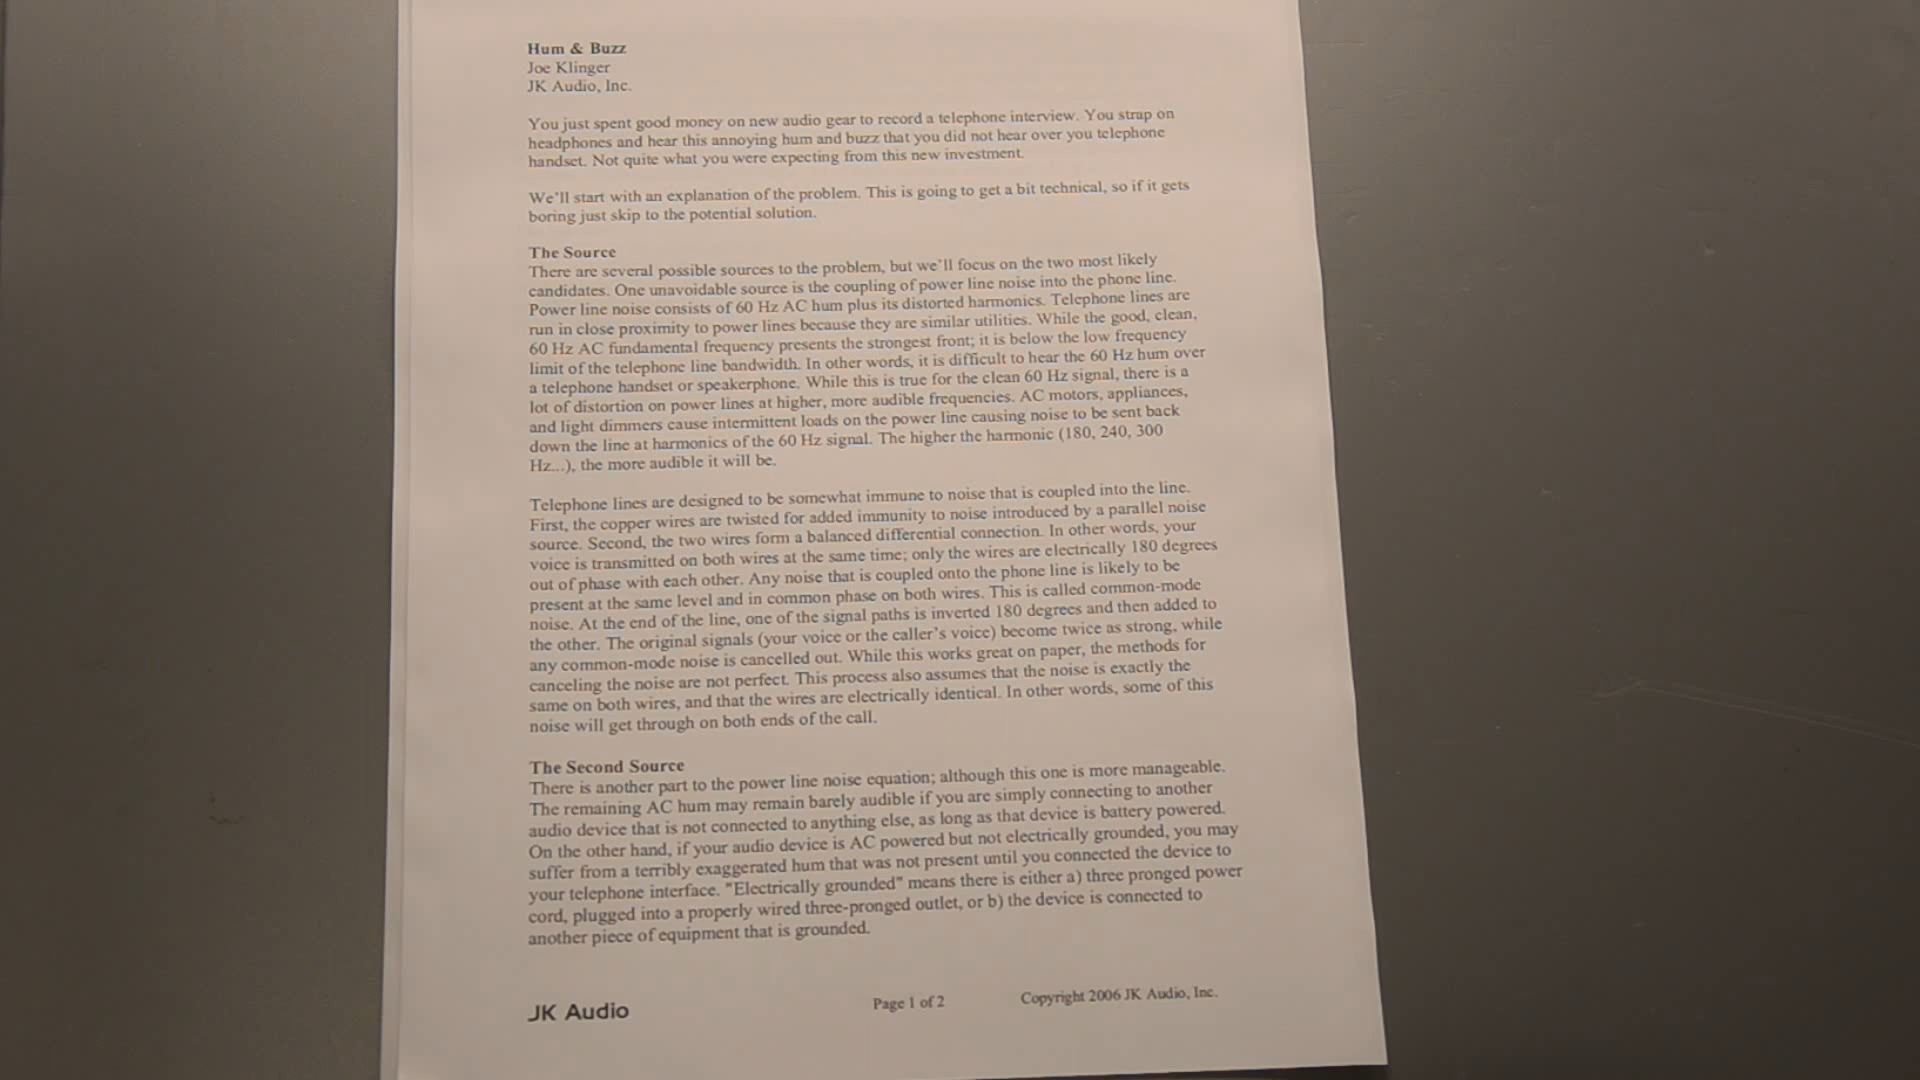 Hum & Buzz
Joe Klinger
JK Audio, Inc.
You just spent good money on new audio gear to record a telephone interview. You strap on
headphones and hear this annoying hum and buzz that you did not hear over you telephone
handset. Not quite what you were expecting from this new investment.
We'll start with an explanation of the problem. This is going to get a bit technical, so if it gets
boring just skip to the potential solution.
The Source
There are several possible sources to the problem, but we'll focus on the two most likely
candidates. One unavoidable source is the coupling of power line noise into the phone line.
Power line noise consists of 60 Hz AC hum plus its distorted harmonics. Telephone lines are
run in close proximity to power lines because they are similar utilities. While the good, clean,
60 Hz AC fundamental frequency presents the strongest front; it is below the low frequency
limit of the telephone line bandwidth. In other words, it is difficult to hear the 60 Hz hum over
a telephone handset or speakerphone. While this is true for the clean 60 Hz signal, there is a
lot of distortion on power lines at higher, more audible frequencies. AC motors, appliances,
and light dimmers cause intermittent loads on the power line causing noise to be sent back
down the line at harmonics of the 60 Hz signal. The higher the harmonic (180, 240, 300
Hz...), the more audible it will be.
Telephone lines are designed to be somewhat immune to noise that is coupled into the line.
First, the copper wires are twisted for added immunity to noise introduced by a parallel noise
source. Second, the two wires form a balanced differential connection. In other words, your
voice is transmitted on both wires at the same time; only the wires are electrically 180 degrees
out of phase with each other. Any noise that is coupled onto the phone line is likely to be
present at the same level and in common phase on both wires. This is called common-mode
noise. At the end of the line, one of the signal paths is inverted 180 degrees and then added to
the other. The original signals (your voice or the caller's voice) become twice as strong, while
any common-mode noise is cancelled out. While this works great on paper, the methods for
canceling the noise are not perfect. This process also assumes that the noise is exactly the
same on both wires, and that the wires are electrically identical. In other words, some of this
noise will get through on both ends of the call.
The Second Source
There is another part to the power line noise equation; although this one is more manageable.
The remaining AC hum may remain barely audible if you are simply connecting to another
audio device that is not connected to anything else, as long as that device is battery powered.
On the other hand, if your audio device is AC powered but not electrically grounded, you may
suffer from a terribly exaggerated hum that was not present until you connected the device to
your telephone interface. "Electrically grounded" means there is either a) three pronged power
cord, plugged into a properly wired three-pronged outlet, or b) the device is connected to
another piece of equipment that is grounded.
JK Audio Page 1 of 2 Copyright 2006 JK Audio, Inc.